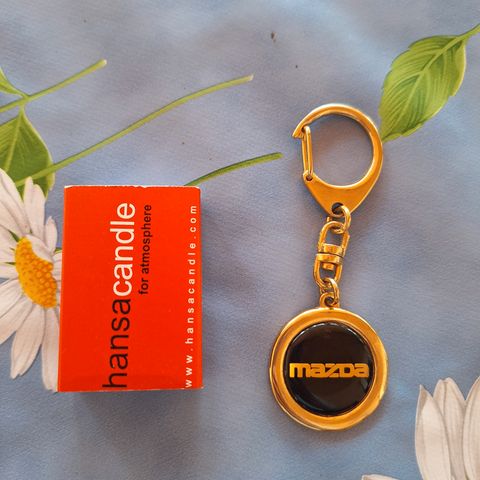 hansacandle
for atmosphere
www.hansacandle.com
mazda